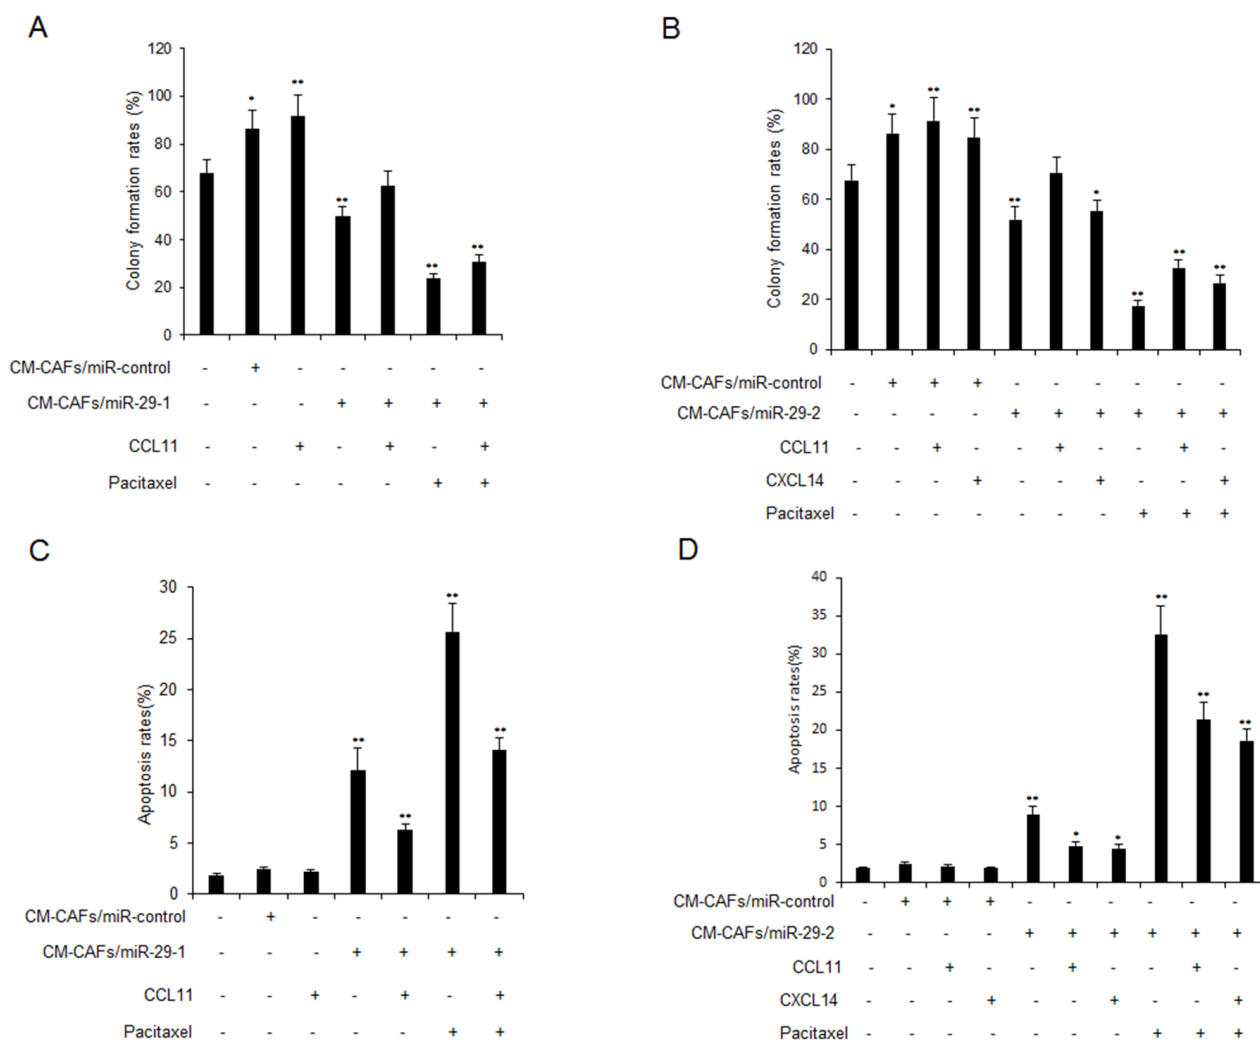 A
Colony formation rates (%)
120
100
80
60
40
20
0
* ** ** ** **
CM-CAFs/miR-control - + - - - - -
CM-CAFs/miR-29-1 - - - + + + +
CCL11 - - + - + - +
Pacitaxel - - - - - + +
B
Colony formation rates (%)
120
100
80
60
40
20
0
* ** ** ** * ** ** **
CM-CAFs/miR-control - + + + - - - - - -
CM-CAFs/miR-29-2 - - - - + + + + + +
CCL11 - - + - - + - - + -
CXCL14 - - - + - - + - - +
Pacitaxel - - - - - - - + + +
C
Apoptosis rates(%)
30
25
20
15
10
5
0
** ** ** **
CM-CAFs/miR-control - + - - - - -
CM-CAFs/miR-29-1 - - - + + + +
CCL11 - - + - + - +
Pacitaxel - - - - - + +
D
Apoptosis rates(%)
40
35
30
25
20
15
10
5
0
** * * ** ** **
CM-CAFs/miR-control - + + + - - - - - -
CM-CAFs/miR-29-2 - - - - + + + + + +
CCL11 - - + - - + - - + -
CXCL14 - - - + - - + - - +
Pacitaxel - - - - - - - + + +